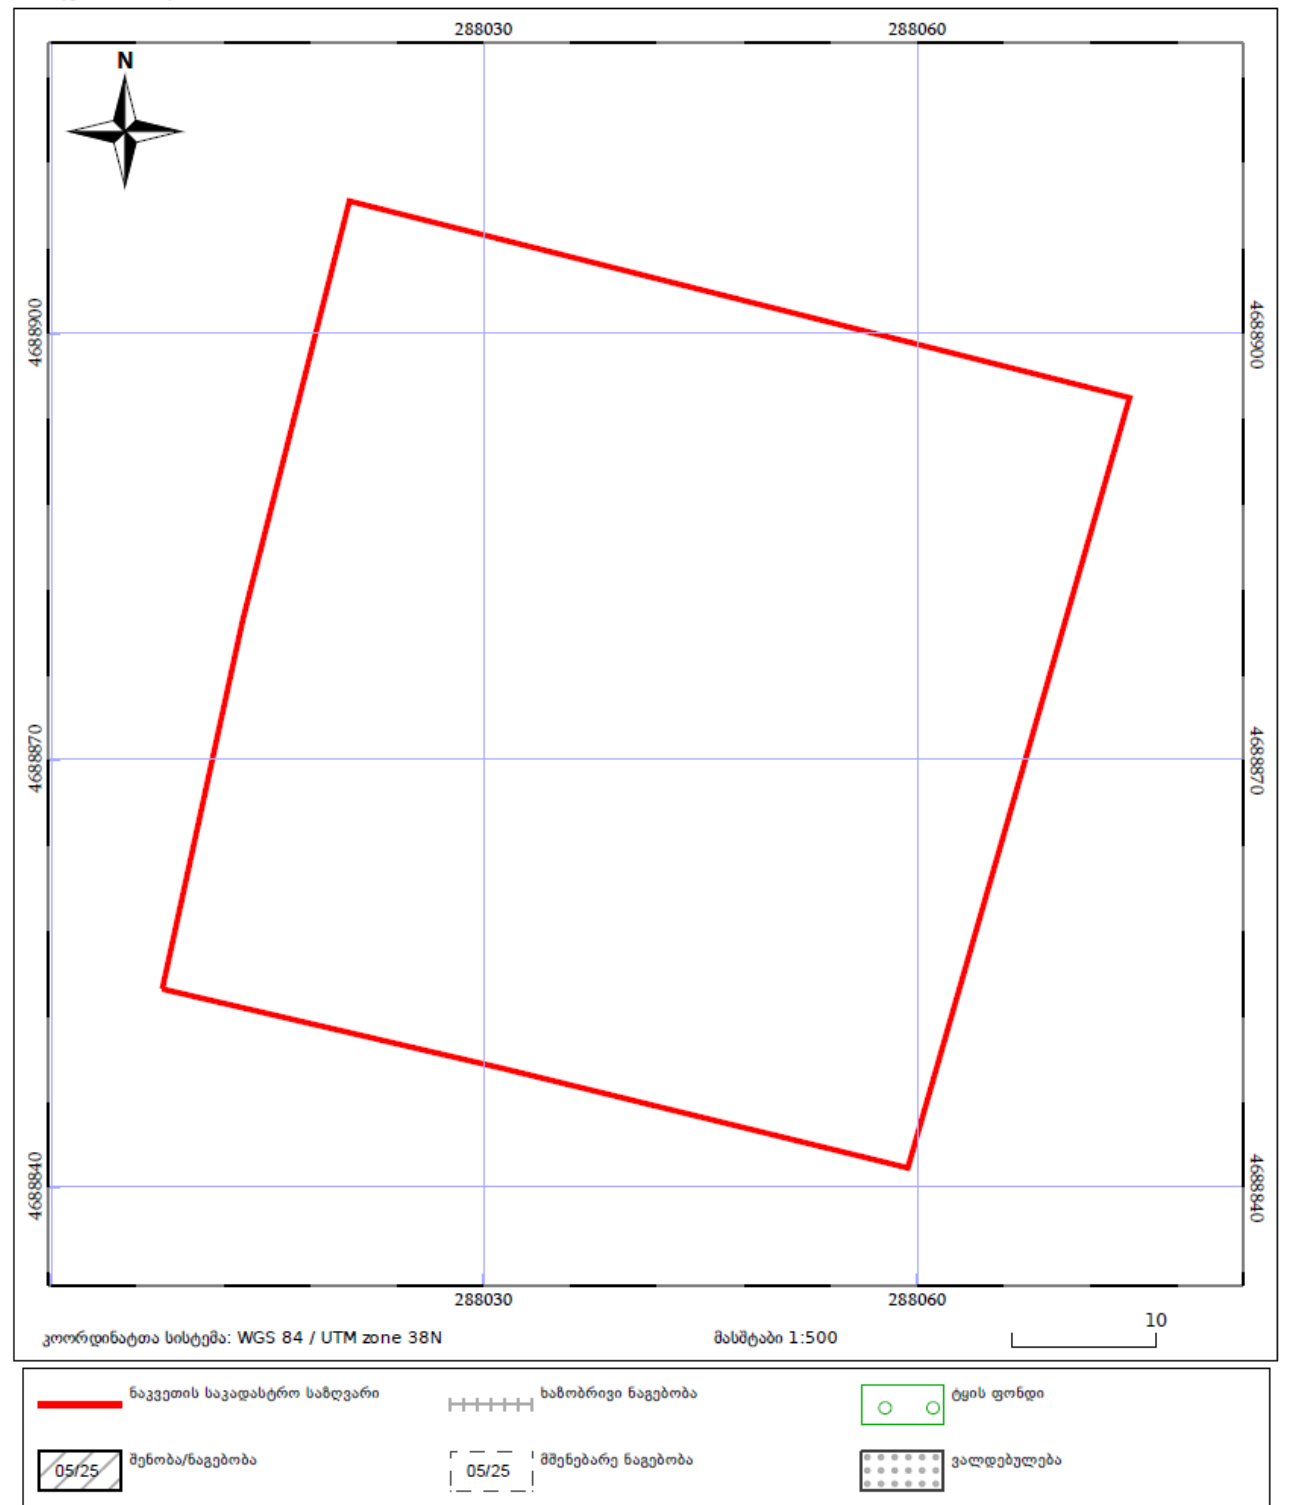 288030 288060
N
4688900 4688900
4688870 4688870
4688840 4688840
288030 288060
კოორდინატთა სისტემა: WGS 84 / UTM zone 38N მასშტაბი 1:500 10
ნაკვეთის საკადასტრო საზღვარი ხაზობრივი ნაგებობა ტყის ფონდი
05/25 შენობა/ნაგებობა 05/25 მშენებარე ნაგებობა ვალდებულება